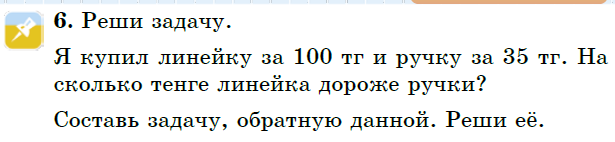 6. Реши задачу.
Я купил линейку за 100 тг и ручку за 35 тг. На
сколько тенге линейка дороже ручки?
Составь задачу, обратную данной. Реши её.